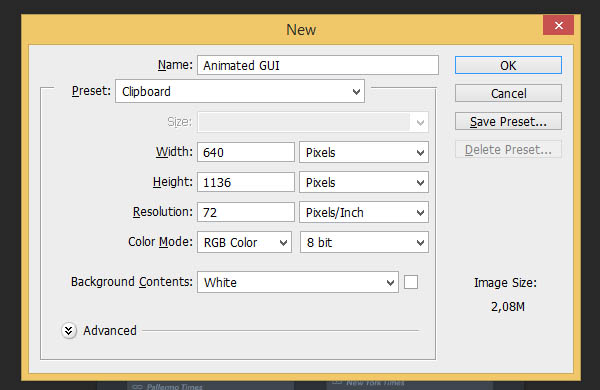 New
Name: Animated GUI
OK
Preset: Clipboard
Cancel
Size:
Save Preset...
Width: 640 Pixels
Delete Preset...
Height: 1136 Pixels
Resolution: 72 Pixels/Inch
Color Mode: RGB Color 8 bit
Background Contents: White
Image Size:
2,08M
Advanced
Pallermo Times
New York Times